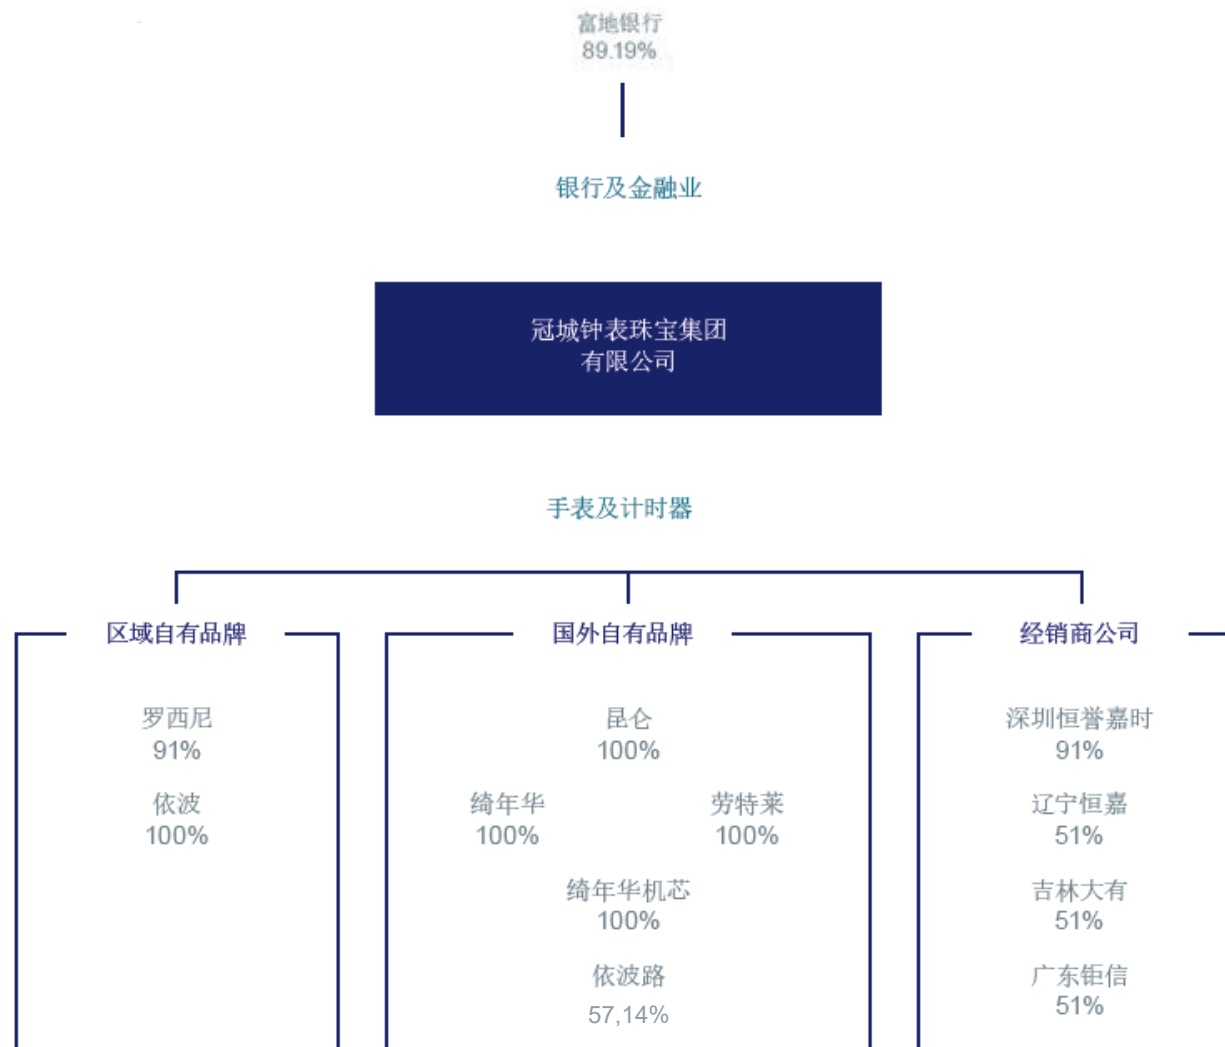 富地银行
89.19%
银行及金融业
冠城钟表珠宝集团
有限公司
手表及计时器
区域自有品牌
罗西尼
91%
依波
100%
国外自有品牌
昆仑
100%
绮年华
100%
劳特莱
100%
绮年华机芯
100%
依波路
57,14%
经销商公司
深圳恒誉嘉时
91%
辽宁恒嘉
51%
吉林大有
51%
广东钜信
51%